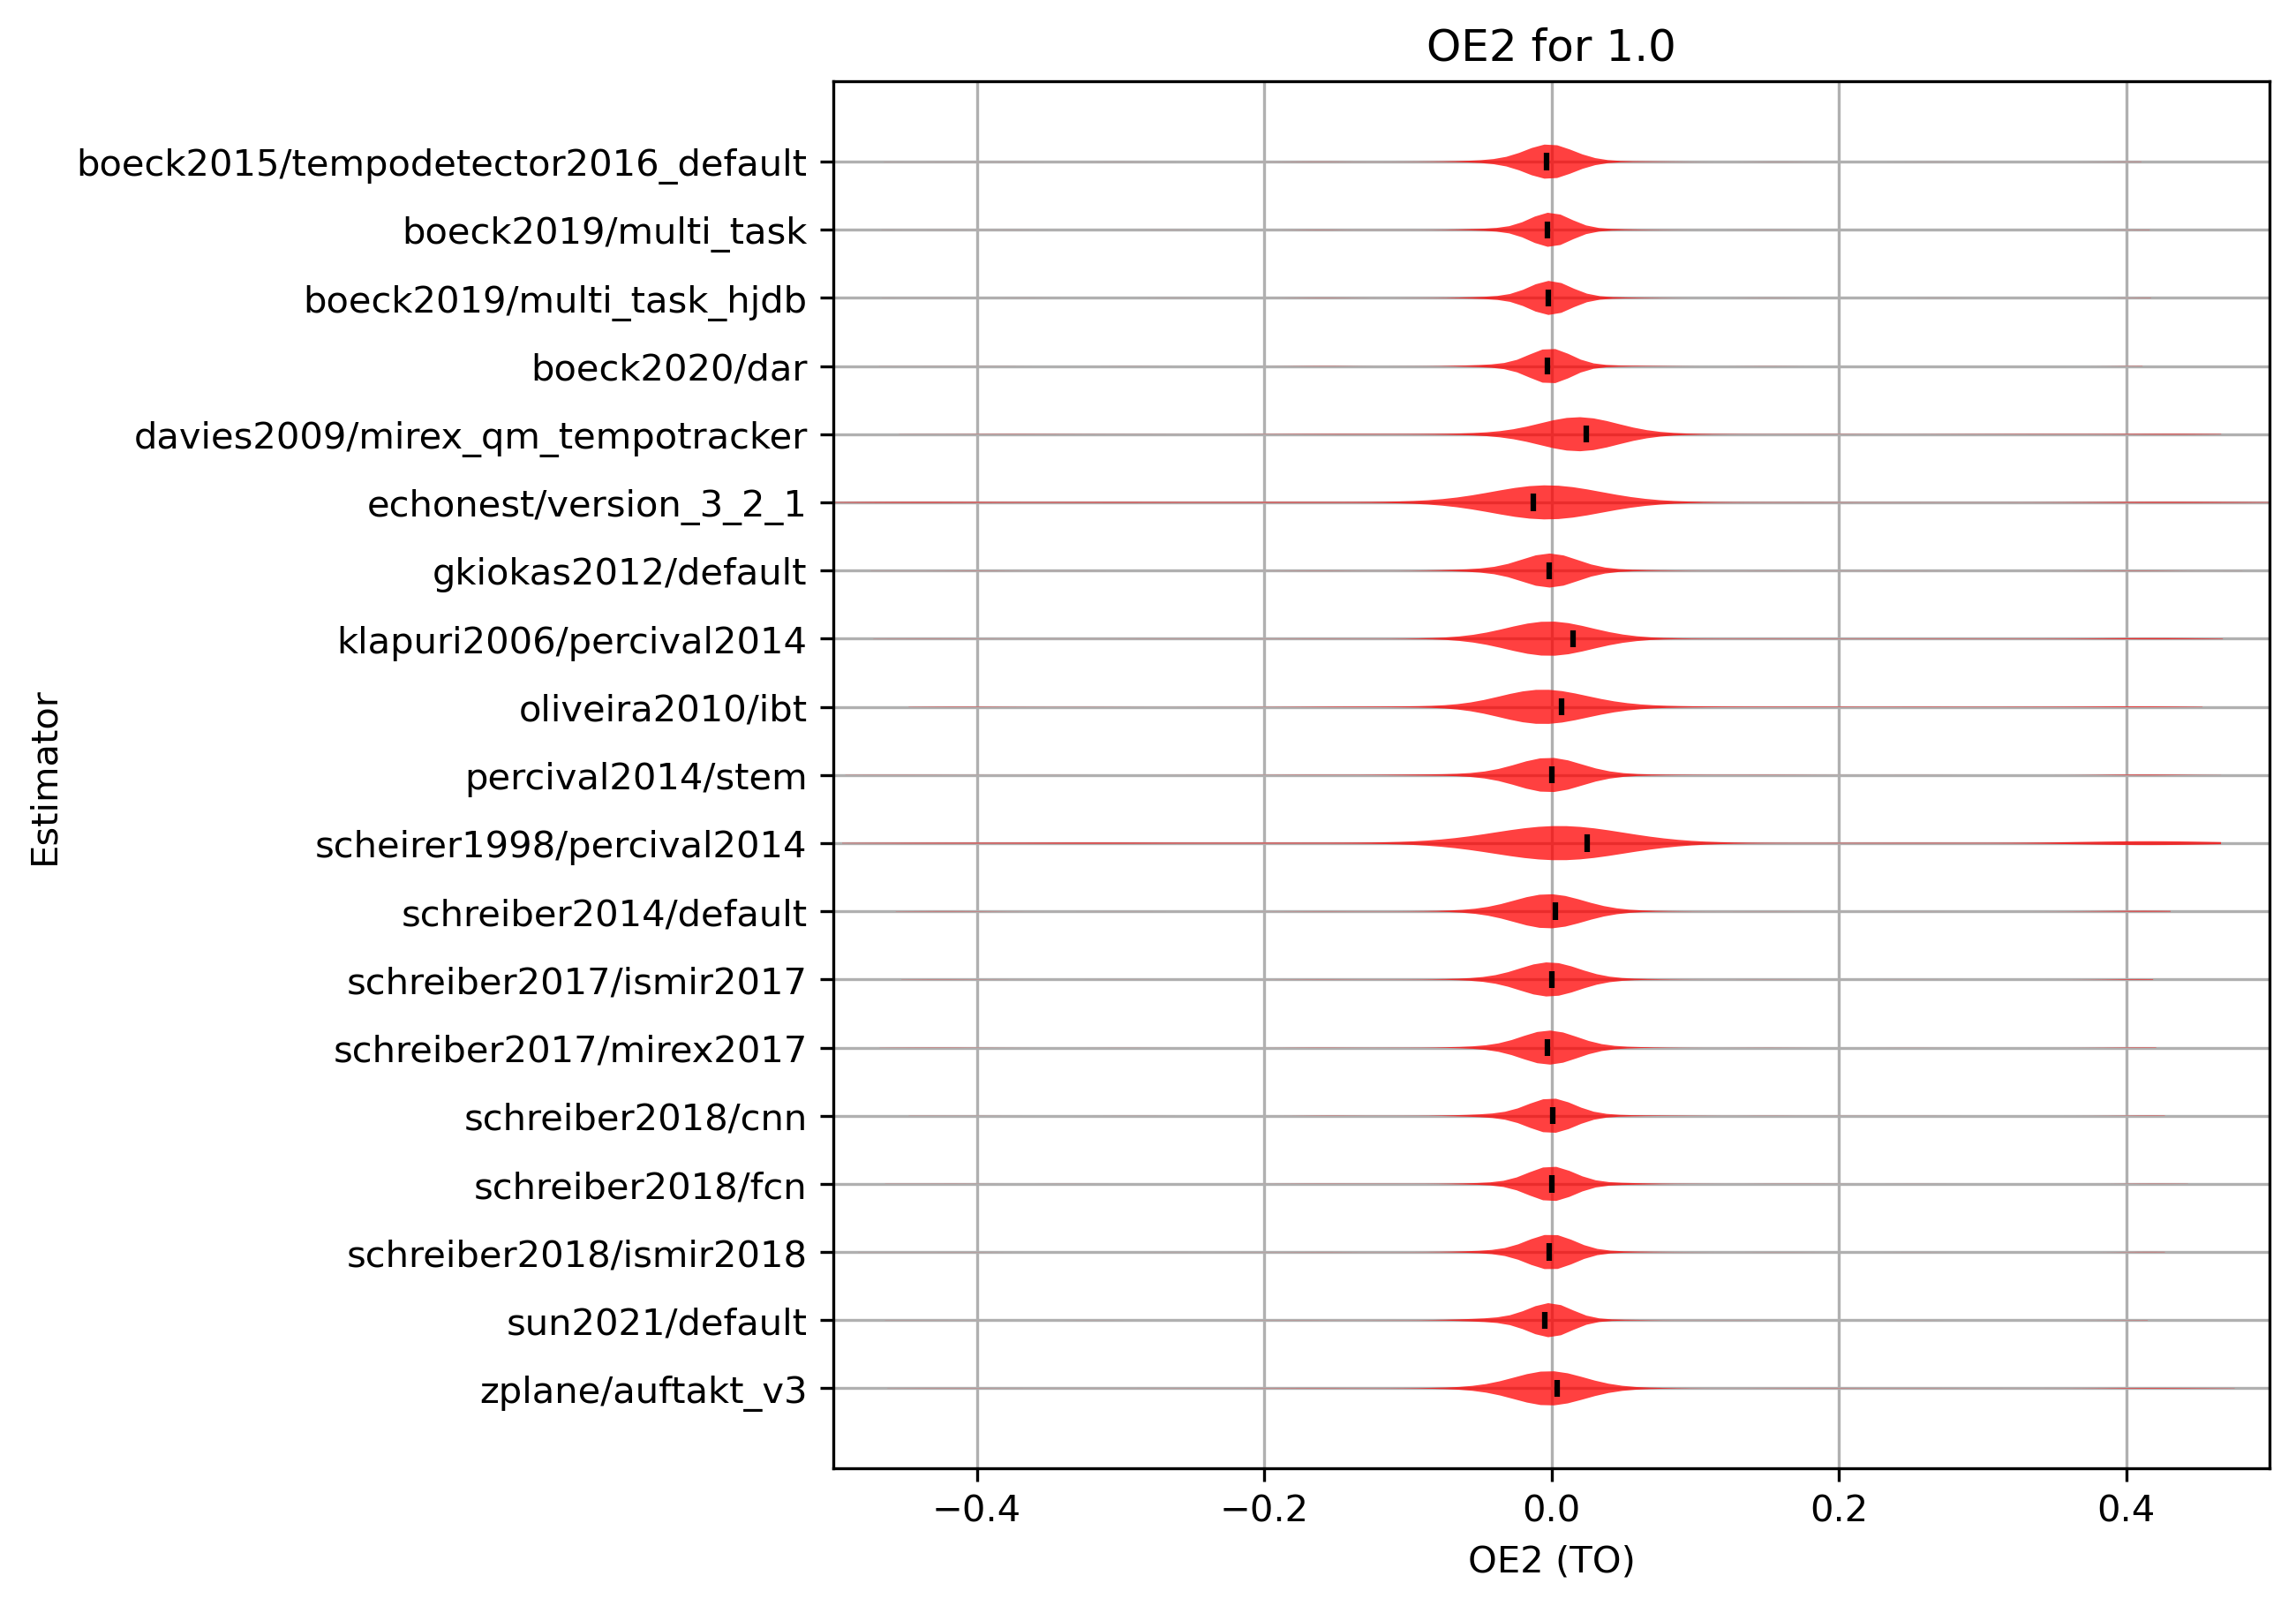 OE2 for 1.0
boeck2015/tempodetector2016_default
boeck2019/multi_task
boeck2019/multi_task_hjdb
boeck2020/dar
davies2009/mirex_qm_tempotracker
echonest/version_3_2_1
gkiokas2012/default
klapuri2006/percival2014
oliveira2010/ibt
percival2014/stem
scheirer1998/percival2014
schreiber2014/default
schreiber2017/ismir2017
schreiber2017/mirex2017
schreiber2018/cnn
schreiber2018/fcn
schreiber2018/ismir2018
sun2021/default
zplane/auftakt_v3
Estimator
−0.4 −0.2 0.0 0.2 0.4
OE2 (TO)